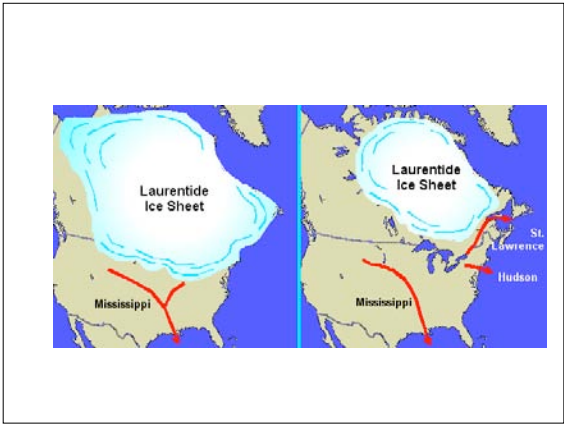 Laurentide
Ice Sheet
Mississippi
Laurentide
Ice Sheet
St.
Lawrence
Hudson
Mississippi